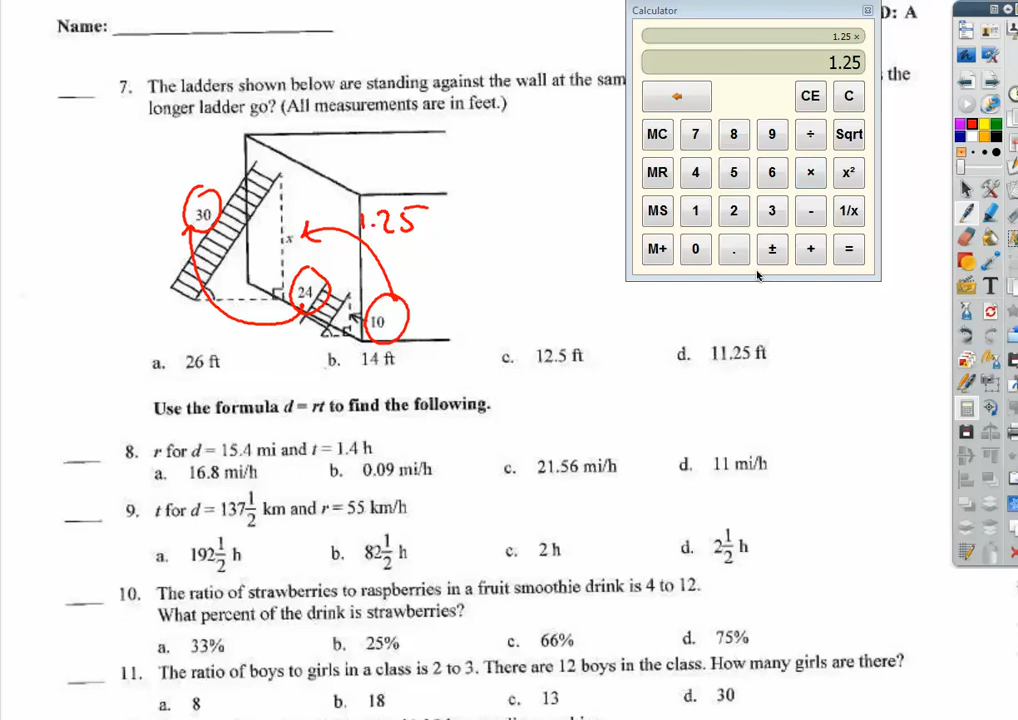 Name:
D: A
Calculator
1.25 ×
1.25
CE C
MC 7 8 9 ÷ Sqrt
MR 4 5 6 × x²
MS 1 2 3 - 1/x
M+ 0 . ± + =
7. The ladders shown below are standing against the wall at the sam the
longer ladder go? (All measurements are in feet.)
30
1.25
x
24
10
a. 26 ft b. 14 ft c. 12.5 ft d. 11.25 ft
Use the formula d = rt to find the following.
8. r for d = 15.4 mi and t = 1.4 h
a. 16.8 mi/h b. 0.09 mi/h c. 21.56 mi/h d. 11 mi/h
9. t for d = 137 1/2 km and r = 55 km/h
a. 192 1/2 h b. 82 1/2 h c. 2 h d. 2 1/2 h
10. The ratio of strawberries to raspberries in a fruit smoothie drink is 4 to 12.
What percent of the drink is strawberries?
a. 33% b. 25% c. 66% d. 75%
11. The ratio of boys to girls in a class is 2 to 3. There are 12 boys in the class. How many girls are there?
a. 8 b. 18 c. 13 d. 30
T